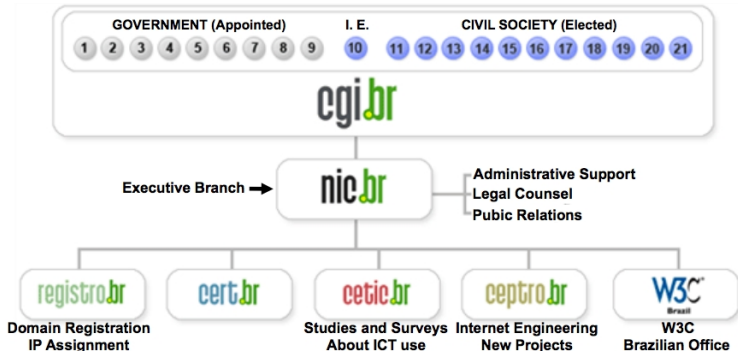 GOVERNMENT (Appointed) I. E. CIVIL SOCIETY (Elected)
1 2 3 4 5 6 7 8 9 10 11 12 13 14 15 16 17 18 19 20 21
cgi.br
Executive Branch
nic.br
Administrative Support
Legal Counsel
Pubic Relations
registro.br cert.br cetic.br ceptro.br W3C
Brazil
Domain Registration Studies and Surveys Internet Engineering W3C
IP Assignment About ICT use New Projects Brazilian Office